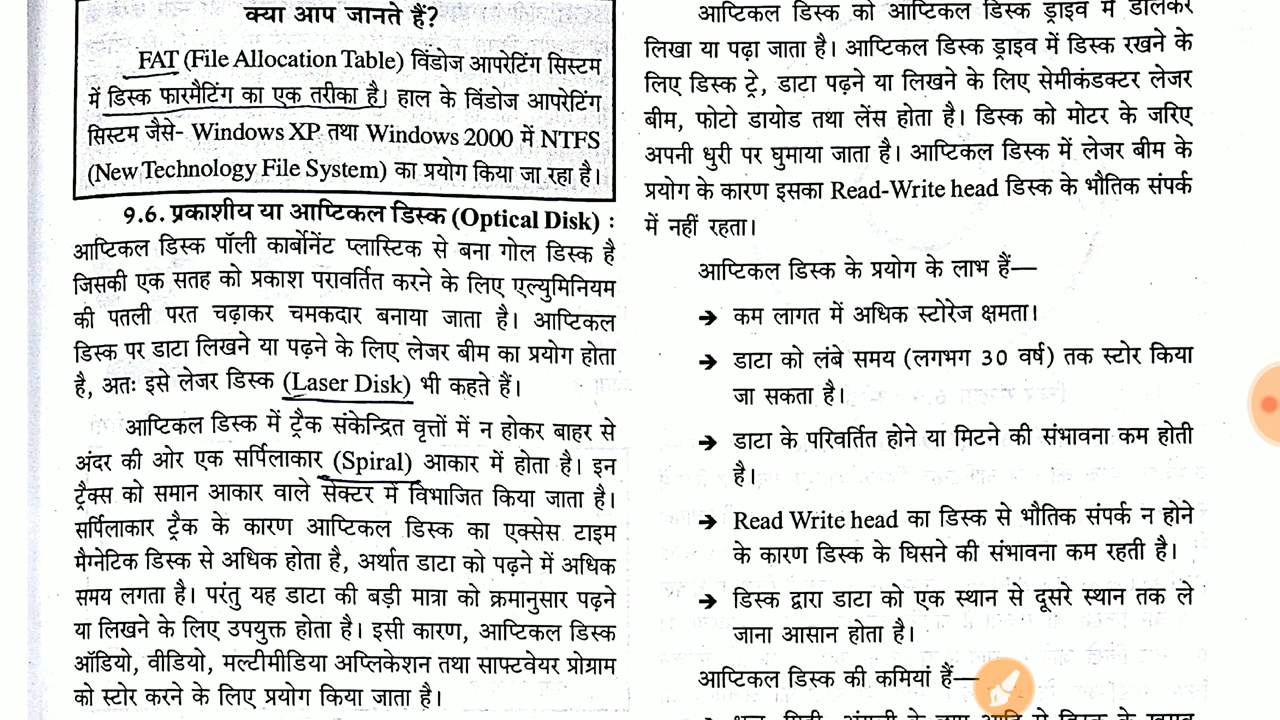 क्या आप जानते हैं?
FAT (File Allocation Table) विंडोज आपरेटिंग सिस्टम
में डिस्क फारमैटिंग का एक तरीका है। हाल के विंडोज आपरेटिंग
सिस्टम जैसे- Windows XP तथा Windows 2000 में NTFS
(New Technology File System) का प्रयोग किया जा रहा है।
9.6. प्रकाशीय या आप्टिकल डिस्क (Optical Disk) :
आप्टिकल डिस्क पॉली कार्बोनेंट प्लास्टिक से बना गोल डिस्क है
जिसकी एक सतह को प्रकाश परावर्तित करने के लिए एल्युमिनियम
की पतली परत चढ़ाकर चमकदार बनाया जाता है। आप्टिकल
डिस्क पर डाटा लिखने या पढ़ने के लिए लेजर बीम का प्रयोग होता
है, अतः इसे लेजर डिस्क (Laser Disk) भी कहते हैं।
आप्टिकल डिस्क में ट्रैक संकेन्द्रित वृत्तों में न होकर बाहर से
अंदर की ओर एक सर्पिलाकार (Spiral) आकार में होता है। इन
ट्रैक्स को समान आकार वाले सेक्टर में विभाजित किया जाता है।
सर्पिलाकार ट्रैक के कारण आप्टिकल डिस्क का एक्सेस टाइम
मैग्नेटिक डिस्क से अधिक होता है, अर्थात डाटा को पढ़ने में अधिक
समय लगता है। परंतु यह डाटा की बड़ी मात्रा को क्रमानुसार पढ़ने
या लिखने के लिए उपयुक्त होता है। इसी कारण, आप्टिकल डिस्क
ऑडियो, वीडियो, मल्टीमीडिया अप्लिकेशन तथा साफ्टवेयर प्रोग्राम
को स्टोर करने के लिए प्रयोग किया जाता है।
आप्टिकल डिस्क को आप्टिकल डिस्क ड्राइव में डालकर
लिखा या पढ़ा जाता है। आप्टिकल डिस्क ड्राइव में डिस्क रखने के
लिए डिस्क ट्रे, डाटा पढ़ने या लिखने के लिए सेमीकंडक्टर लेजर
बीम, फोटो डायोड तथा लेंस होता है। डिस्क को मोटर के जरिए
अपनी धुरी पर घुमाया जाता है। आप्टिकल डिस्क में लेजर बीम के
प्रयोग के कारण इसका Read-Write head डिस्क के भौतिक संपर्क
में नहीं रहता।
आप्टिकल डिस्क के प्रयोग के लाभ हैं—
→ कम लागत में अधिक स्टोरेज क्षमता।
→ डाटा को लंबे समय (लगभग 30 वर्ष) तक स्टोर किया
जा सकता है।
→ डाटा के परिवर्तित होने या मिटने की संभावना कम होती
है।
→ Read Write head का डिस्क से भौतिक संपर्क न होने
के कारण डिस्क के घिसने की संभावना कम रहती है।
→ डिस्क द्वारा डाटा को एक स्थान से दूसरे स्थान तक ले
जाना आसान होता है।
आप्टिकल डिस्क की कमियां हैं—